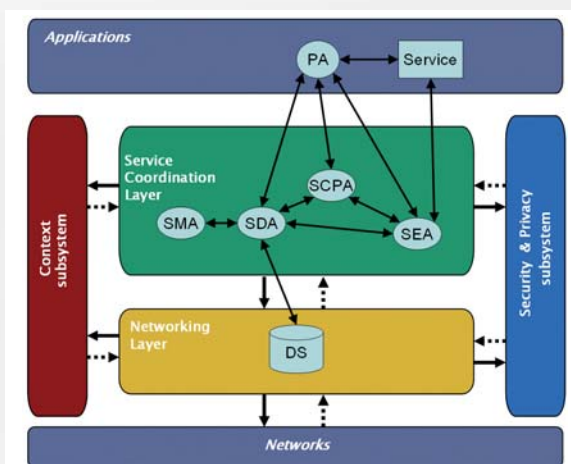 Applications
PA
Service
Service
Coordination
Layer
SCPA
SMA
SDA
SEA
Context
subsystem
Security & Privacy
subsystem
Networking
Layer
DS
Networks